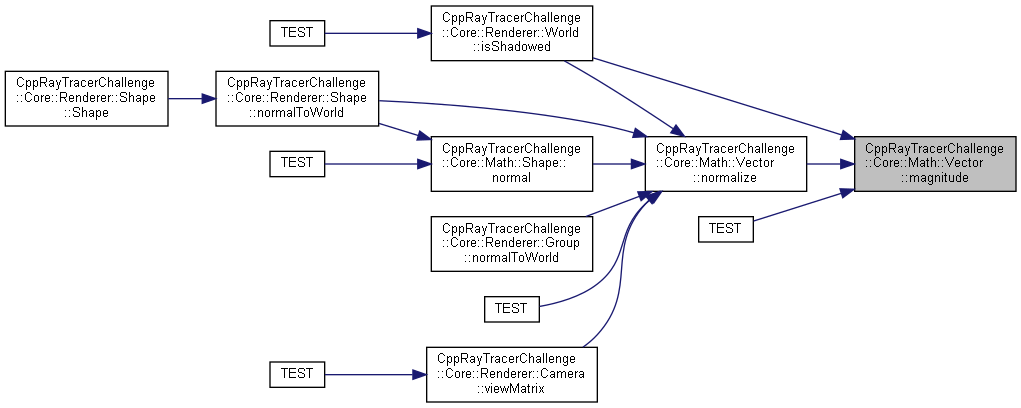 CppRayTracerChallenge
::Core::Renderer::World
::isShadowed
TEST
CppRayTracerChallenge
::Core::Renderer::Shape
::Shape
CppRayTracerChallenge
::Core::Renderer::Shape
::normalToWorld
CppRayTracerChallenge
::Core::Math::Shape::
normal
TEST
CppRayTracerChallenge
::Core::Math::Vector
::normalize
CppRayTracerChallenge
::Core::Math::Vector
::magnitude
CppRayTracerChallenge
::Core::Renderer::Group
::normalToWorld
TEST
TEST
CppRayTracerChallenge
::Core::Renderer::Camera
::viewMatrix
TEST